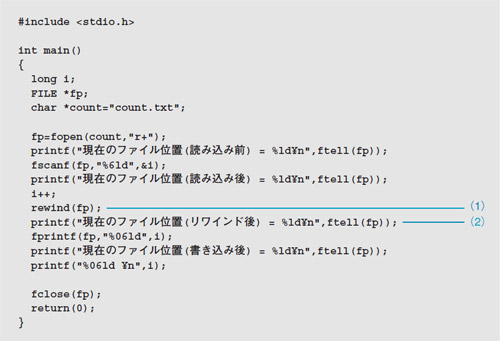 #include <stdio.h>
int main()
{
long i;
FILE *fp;
char *count="count.txt";
fp=fopen(count,"r+");
printf("現在のファイル位置(読み込み前) = %ld¥n",ftell(fp));
fscanf(fp,"%6ld",&i);
printf("現在のファイル位置(読み込み後) = %ld¥n",ftell(fp));
i++;
rewind(fp); (1)
printf("現在のファイル位置(リワインド後) = %ld¥n",ftell(fp)); (2)
fprintf(fp,"%06ld",i);
printf("現在のファイル位置(書き込み後) = %ld¥n",ftell(fp));
printf("%06ld ¥n",i);
fclose(fp);
return(0);
}